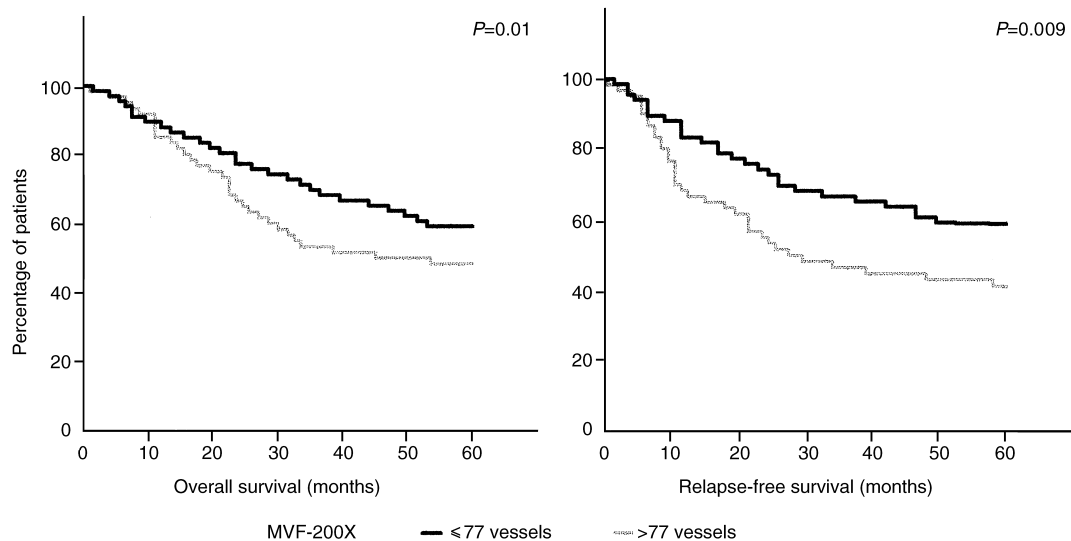 P=0.01
100
80
60
40
20
0
Percentage of patients
0 10 20 30 40 50 60
Overall survival (months)
P=0.009
100
80
60
40
20
0
0 10 20 30 40 50 60
Relapse-free survival (months)
MVF-200X ⩽77 vessels >77 vessels